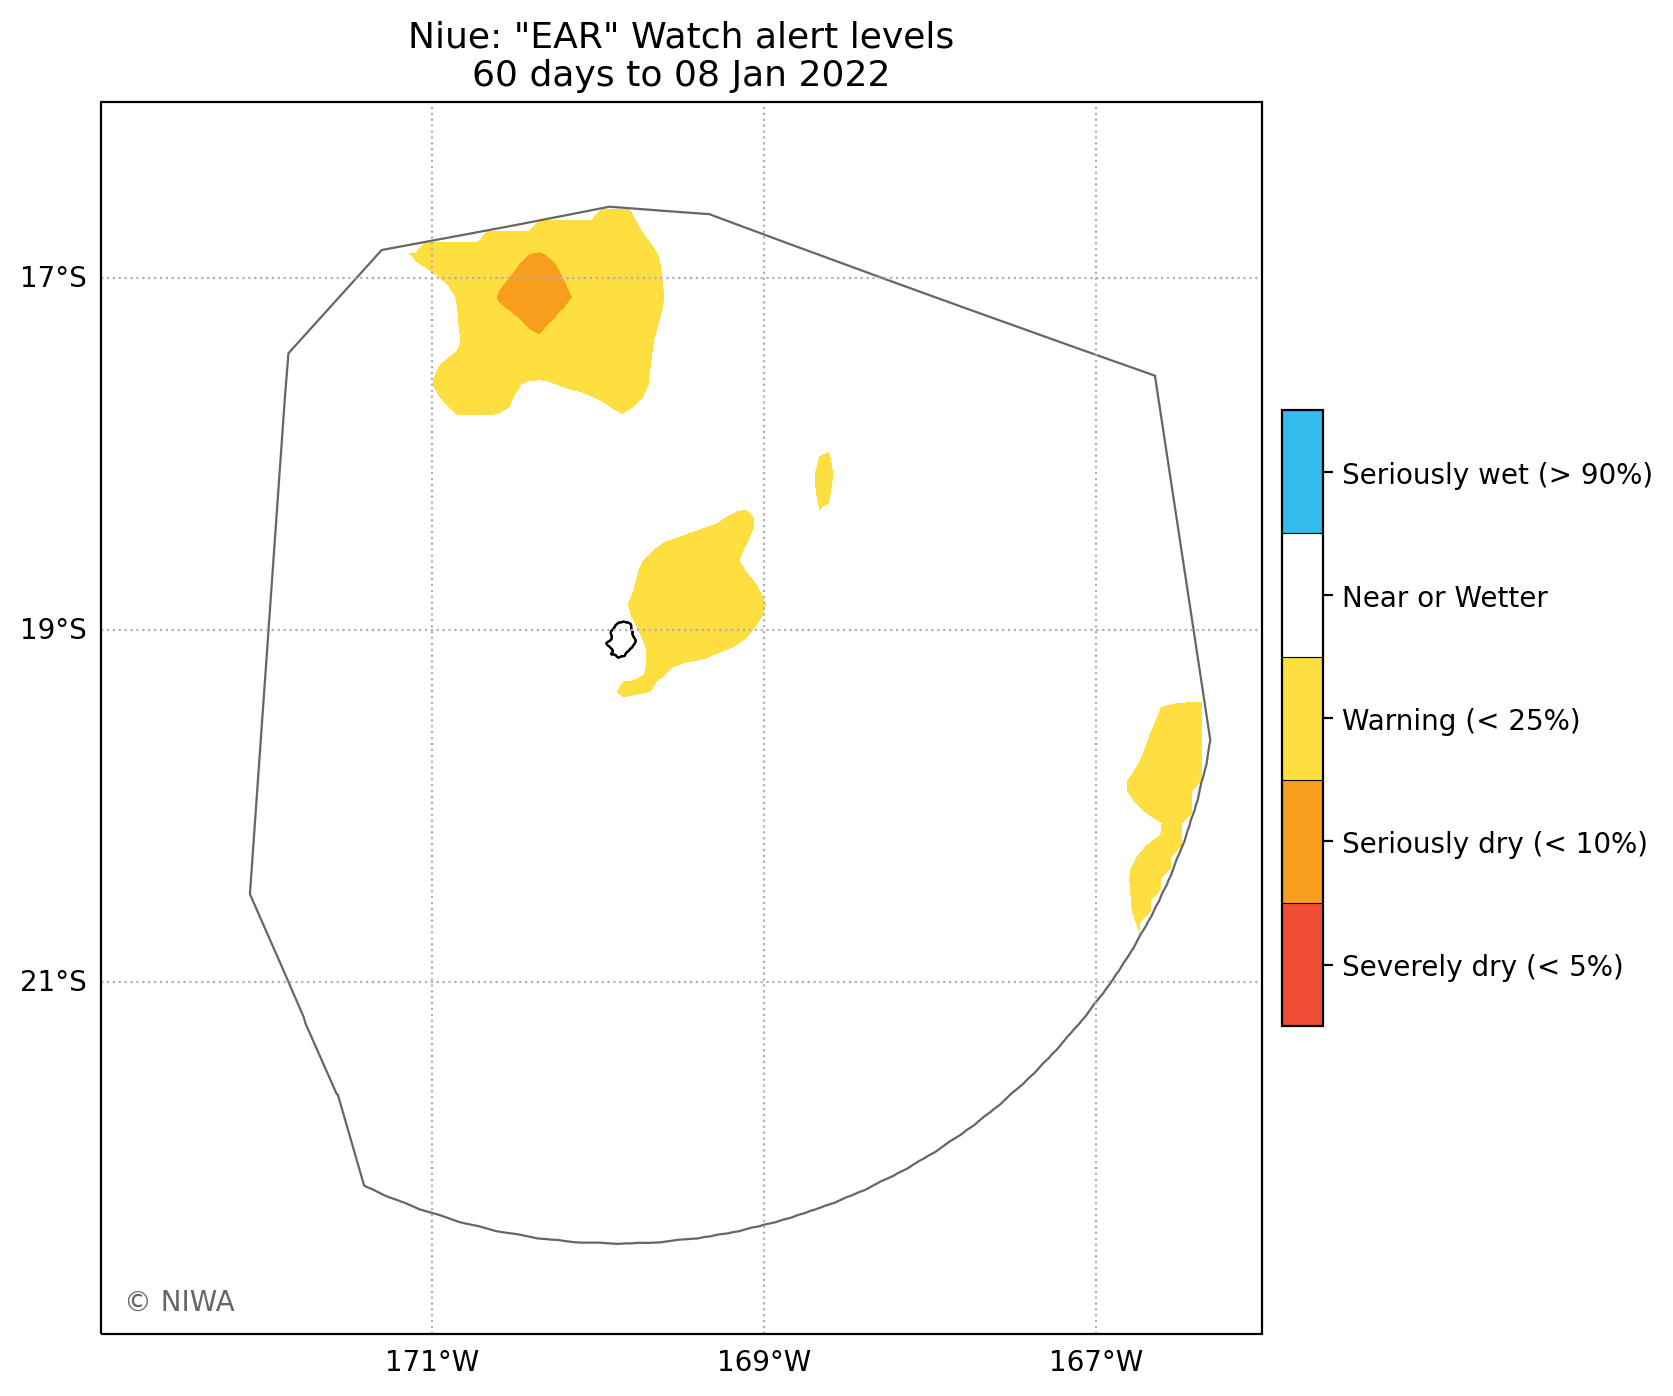 Niue: "EAR" Watch alert levels
60 days to 08 Jan 2022
17°S
19°S
21°S
171°W
169°W
167°W
© NIWA
Seriously wet (> 90%)
Near or Wetter
Warning (< 25%)
Seriously dry (< 10%)
Severely dry (< 5%)